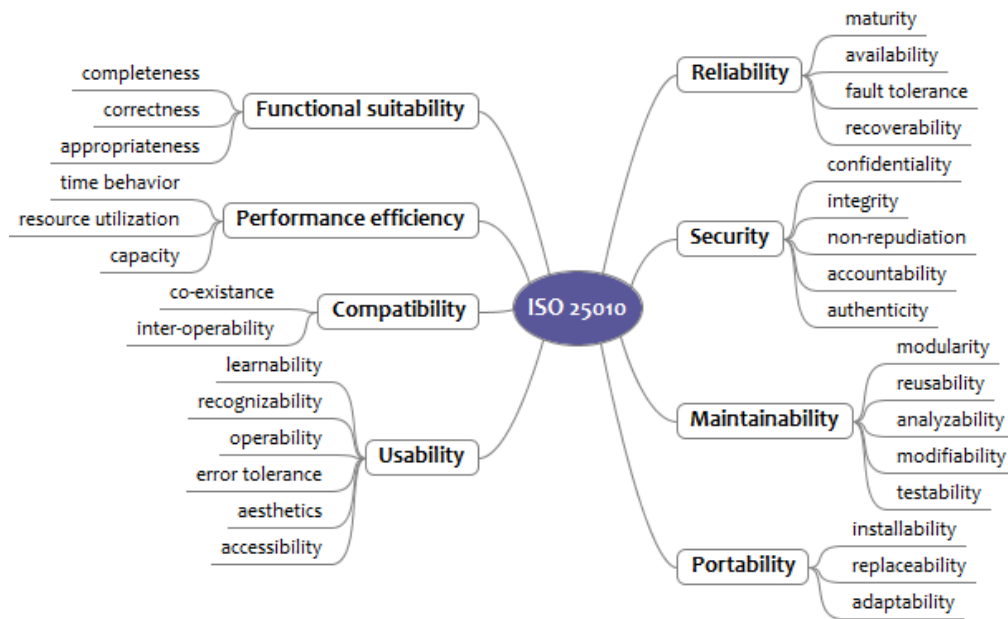 completeness
correctness
appropriateness
Functional suitability
time behavior
resource utilization
capacity
Performance efficiency
co-existance
inter-operability
Compatibility
learnability
recognizability
operability
error tolerance
aesthetics
accessibility
Usability
ISO 25010
Reliability
maturity
availability
fault tolerance
recoverability
Security
confidentiality
integrity
non-repudiation
accountability
authenticity
Maintainability
modularity
reusability
analyzability
modifiability
testability
Portability
installability
replaceability
adaptability